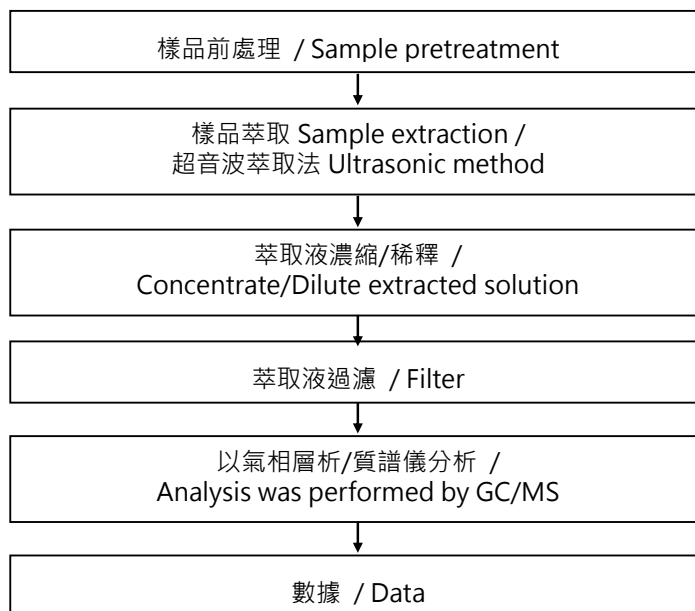 樣品前處理 / Sample pretreatment
樣品萃取 Sample extraction /
超音波萃取法 Ultrasonic method
萃取液濃縮/稀釋 /
Concentrate/Dilute extracted solution
萃取液過濾 / Filter
以氣相層析/質譜儀分析 /
Analysis was performed by GC/MS
數據 / Data